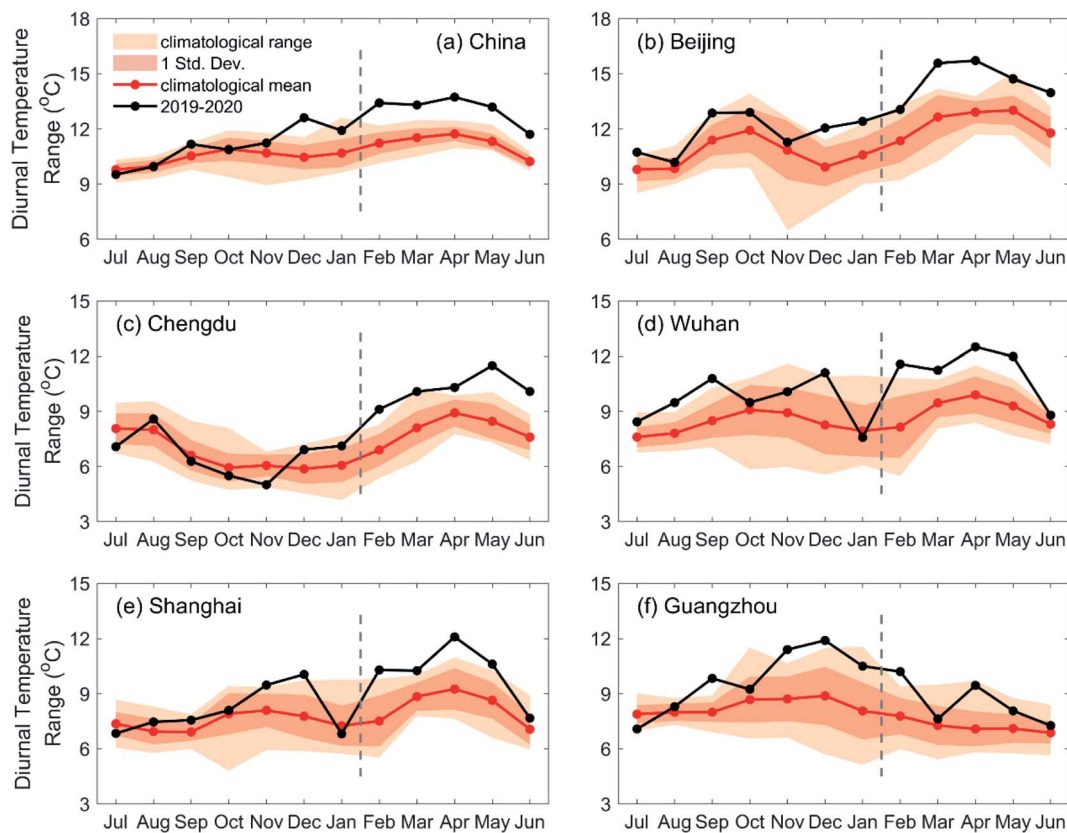 18
15
12
9
6
Diurnal Temperature
Range (°C)
climatological range
1 Std. Dev.
climatological mean
2019-2020
(a) China
Jul Aug Sep Oct Nov Dec Jan Feb Mar Apr May Jun
18
15
12
9
6
(b) Beijing
Jul Aug Sep Oct Nov Dec Jan Feb Mar Apr May Jun
15
12
9
6
3
Diurnal Temperature
Range (°C)
(c) Chengdu
Jul Aug Sep Oct Nov Dec Jan Feb Mar Apr May Jun
15
12
9
6
3
(d) Wuhan
Jul Aug Sep Oct Nov Dec Jan Feb Mar Apr May Jun
15
12
9
6
3
Diurnal Temperature
Range (°C)
(e) Shanghai
Jul Aug Sep Oct Nov Dec Jan Feb Mar Apr May Jun
15
12
9
6
3
(f) Guangzhou
Jul Aug Sep Oct Nov Dec Jan Feb Mar Apr May Jun